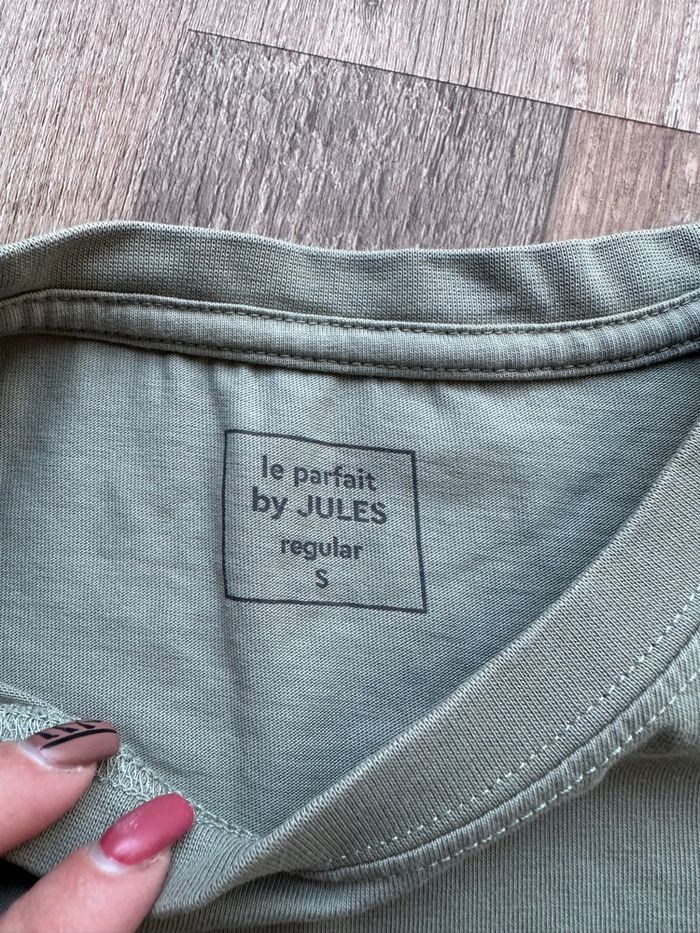 le parfait
by JULES
regular
S